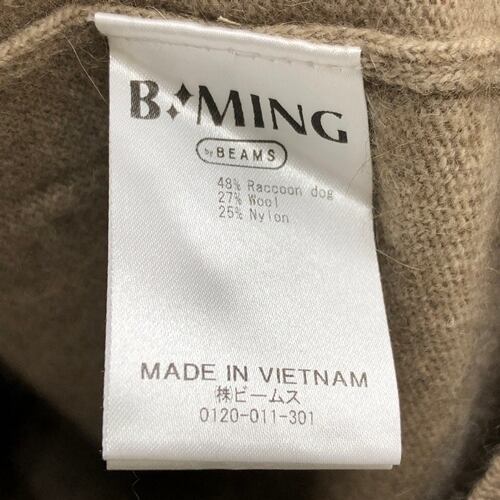 B:MING
by BEAMS
48% Raccoon dog
27% Wool
25% Nylon
MADE IN VIETNAM
㈱ビームス
0120-011-301